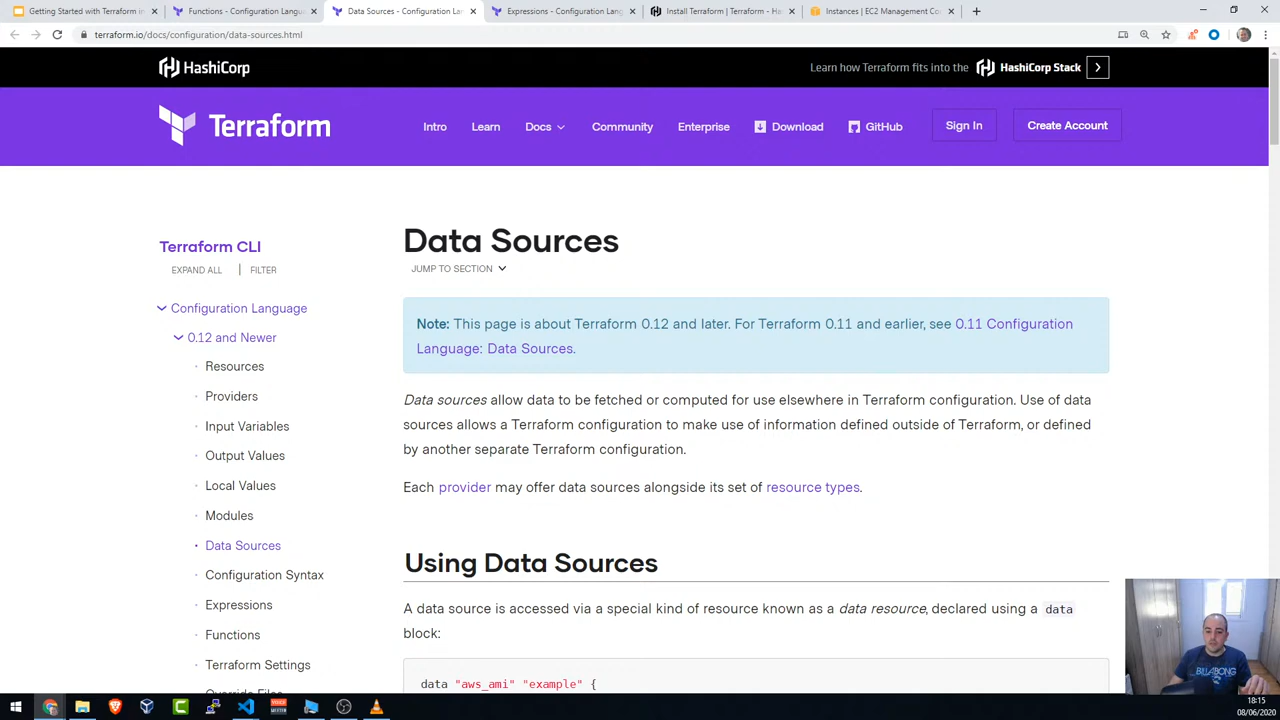 Getting Started with Terraform in
Functions - Configuration Langu
Data Sources - Configuration La
Expressions - Configuration Lang
Install Terraform | Terraform - Ha
Instances | EC2 Management Co
terraform.io/docs/configuration/data-sources.html
HashiCorp
Learn how Terraform fits into the HashiCorp Stack
Terraform
Intro
Learn
Docs
Community
Enterprise
Download
GitHub
Sign In
Create Account
Terraform CLI
EXPAND ALL | FILTER
Configuration Language
0.12 and Newer
Resources
Providers
Input Variables
Output Values
Local Values
Modules
Data Sources
Configuration Syntax
Expressions
Functions
Terraform Settings
Override Files
Data Sources
JUMP TO SECTION
Note: This page is about Terraform 0.12 and later. For Terraform 0.11 and earlier, see 0.11 Configuration
Language: Data Sources.
Data sources allow data to be fetched or computed for use elsewhere in Terraform configuration. Use of data
sources allows a Terraform configuration to make use of information defined outside of Terraform, or defined
by another separate Terraform configuration.
Each provider may offer data sources alongside its set of resource types.
Using Data Sources
A data source is accessed via a special kind of resource known as a data resource, declared using a data
block:
data "aws_ami" "example" {
BILLABONG
18:15
08/06/2020